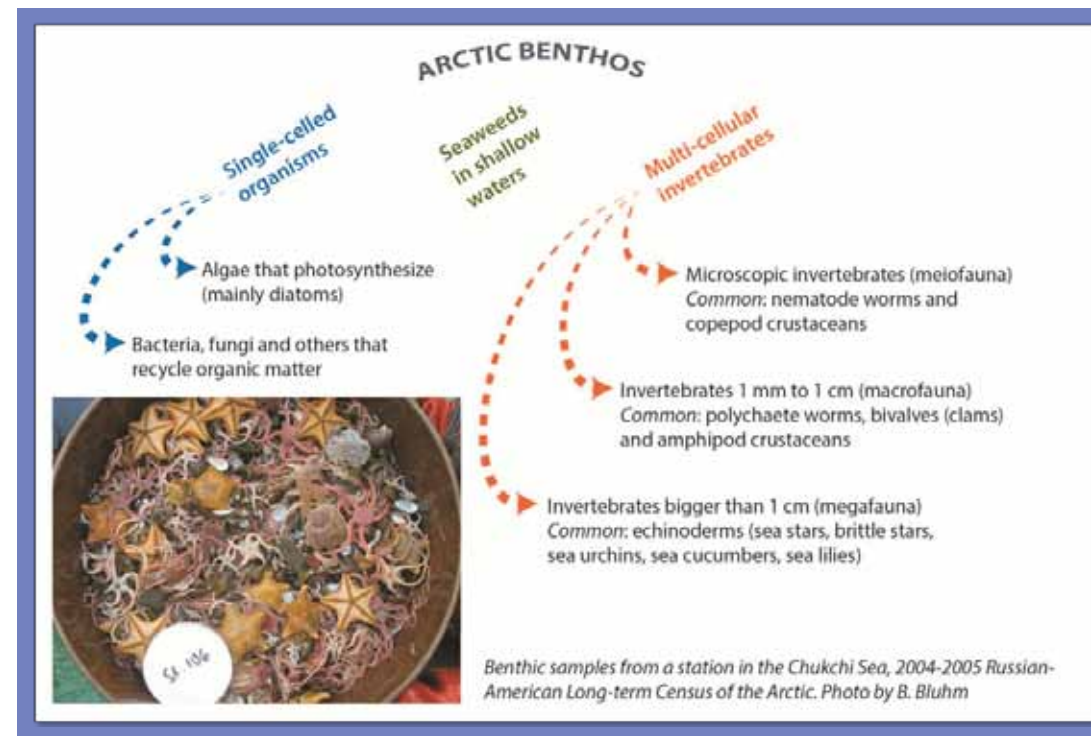 ARCTIC BENTHOS
Single-celled
organisms
Algae that photosynthesize
(mainly diatoms)
Bacteria, fungi and others that
recycle organic matter
Seaweeds
in shallow
waters
Multi-cellular
invertebrates
Microscopic invertebrates (meiofauna)
Common: nematode worms and
copepod crustaceans
Invertebrates 1 mm to 1 cm (macrofauna)
Common: polychaete worms, bivalves (clams)
and amphipod crustaceans
Invertebrates bigger than 1 cm (megafauna)
Common: echinoderms (sea stars, brittle stars,
sea urchins, sea cucumbers, sea lilies)
Benthic samples from a station in the Chukchi Sea, 2004-2005 Russian-
American Long-term Census of the Arctic. Photo by B. Bluhm